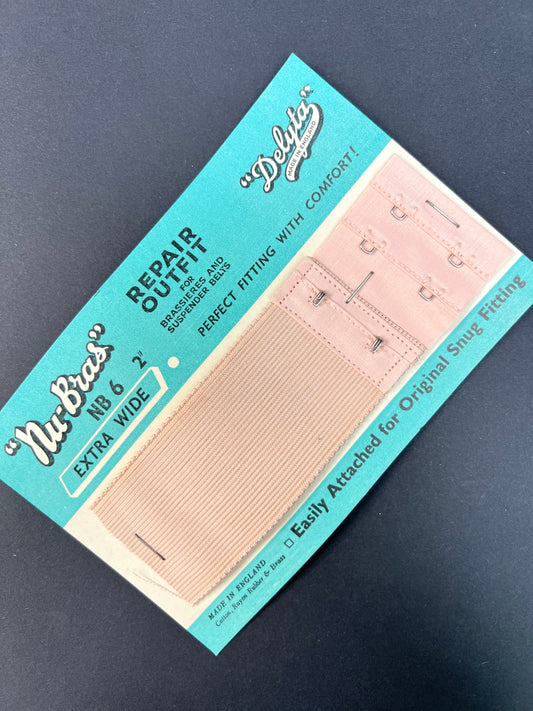 "Nu-Bras"
NB 6 2"
EXTRA WIDE
REPAIR
OUTFIT
FOR
BRASSIERES AND
SUSPENDER BELTS
"Delyta"
MADE IN ENGLAND
PERFECT FITTING WITH COMFORT!
MADE IN ENGLAND
Cotton, Rayon Rubber & Brass
Easily Attached for Original Snug Fitting